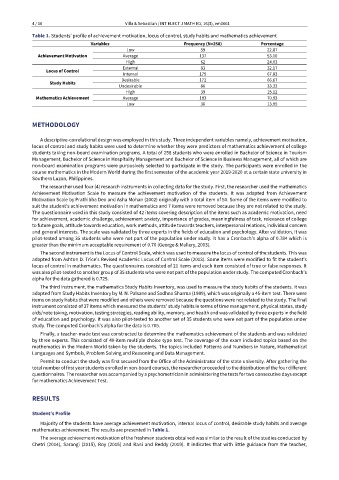 4 / 16 Villa & Sebastian / INT ELECT J MATH ED, 16(3), em0661
Table 1. Students' profile of achievement motivation, locus of control, study habits and mathematics achievement
Variables Frequency (N=258) Percentage
Achievement Motivation Low 59 22.87
Average 137 53.10
High 62 24.03
Locus of Control External 83 32.17
Internal 175 67.83
Study Habits Desirable 172 66.67
Undesirable 86 33.33
Mathematics Achievement High 39 15.12
Average 183 70.93
Low 36 13.95
METHODOLOGY
A descriptive-correlational design was employed in this study. Three independent variables namely, achievement motivation,
locus of control and study habits were used to determine whether they were predictors of mathematics achievement of college
students taking non-board examination programs. A total of 258 students who were enrolled in Bachelor of Science in Tourism
Management, Bachelor of Science in Hospitality Management and Bachelor of Science in Business Management, all of which are
non-board examination programs were purposively selected to participate in the study. The participants were enrolled in the
course mathematics in the Modern World during the first semester of the academic year 2019-2020 at a certain state university in
Southern Luzon, Philippines.
The researcher used four (4) research instruments in collecting data for the study. First, the researcher used the mathematics
Achievement Motivation Scale to measure the achievement motivation of the students. It was adapted from Achievement
Motivation Scale by Pratibha Deo and Asha Mohan (2002) originally with a total item of 50. Some of the items were modified to
suit the student's achievement motivation in mathematics and 7 items were removed because they are not related to the study.
The questionnaire used in this study consisted of 43 items covering description of the items such as academic motivation, need
for achievement, academic challenge, achievement anxiety, importance of grades, meaningfulness of task, relevance of college
to future goals, attitude towards education, work methods, attitude towards teachers, interpersonal relations, individual concern
and general interests. The scale was validated by three experts in the fields of education and psychology. After validation, it was
pilot-tested among 35 students who were not part of the population under study. It has a Cronbach's alpha of 0.784 which is
greater than the minimum acceptable requirement of 0.70 (George & Mallery, 2003).
The second instrument is the Locus of Control Scale, which was used to measure the locus of control of the students. This was
adapted from Ashton D. Trice's Revised Academic Locus of Control Scale (2013). Some items were modified to fit the student's
locus of control in mathematics. The questionnaire consisted of 21 items and each item consisted of true or false response. It
was also pilot-tested to another group of 35 students who were not part of the population under study. The computed Cronbach's
alpha for the data gathered is 0.729.
The third instrument, the mathematics Study Habits Inventory, was used to measure the study habits of the students. It was
adapted from Study Habits Inventory by M.N. Palsane and Sadhna Sharma (1989), which was originally a 45-item test. There were
items on study habits that were modified and others were removed because the questions were not related to the study. The final
instrument consisted of 37 items which measured the students' study habits in terms of time management, physical status, study
aids/note taking, motivation, testing strategies, reading ability, memory, and health and was validated by three experts in the field
of education and psychology. It was also pilot-tested to another set of 35 students who were not part of the population under
study. The computed Cronbach's alpha for the data is 0.785.
Finally, a teacher-made test was constructed to determine the mathematics achievement of the students and was validated
by three experts. This consisted of 49-item multiple choice type test. The coverage of the exam included topics based on the
mathematics in the Modern World taken by the students. The topics included Patterns and Numbers in Nature, Mathematical
Languages and Symbols, Problem Solving and Reasoning and Data Management.
Permit to conduct the study was first secured from the Office of the Administrator of the state university. After gathering the
total number of first year students enrolled in non-board courses, the researcher proceeded to the distribution of the four different
questionnaires. The researcher was accompanied by a psychometrician in administering the tests for two consecutive days except
for mathematics Achievement Test.
RESULTS
Student's Profile
Majority of the students have average achievement motivation, internal locus of control, desirable study habits and average
mathematics achievement. The results are presented in Table 1.
The average achievement motivation of the freshmen students obtained was similar to the result of the studies conducted by
Chetri (2014), Sarangi (2015), Roy (2015) and Rani and Reddy (2019). It indicates that with little guidance from the teacher,